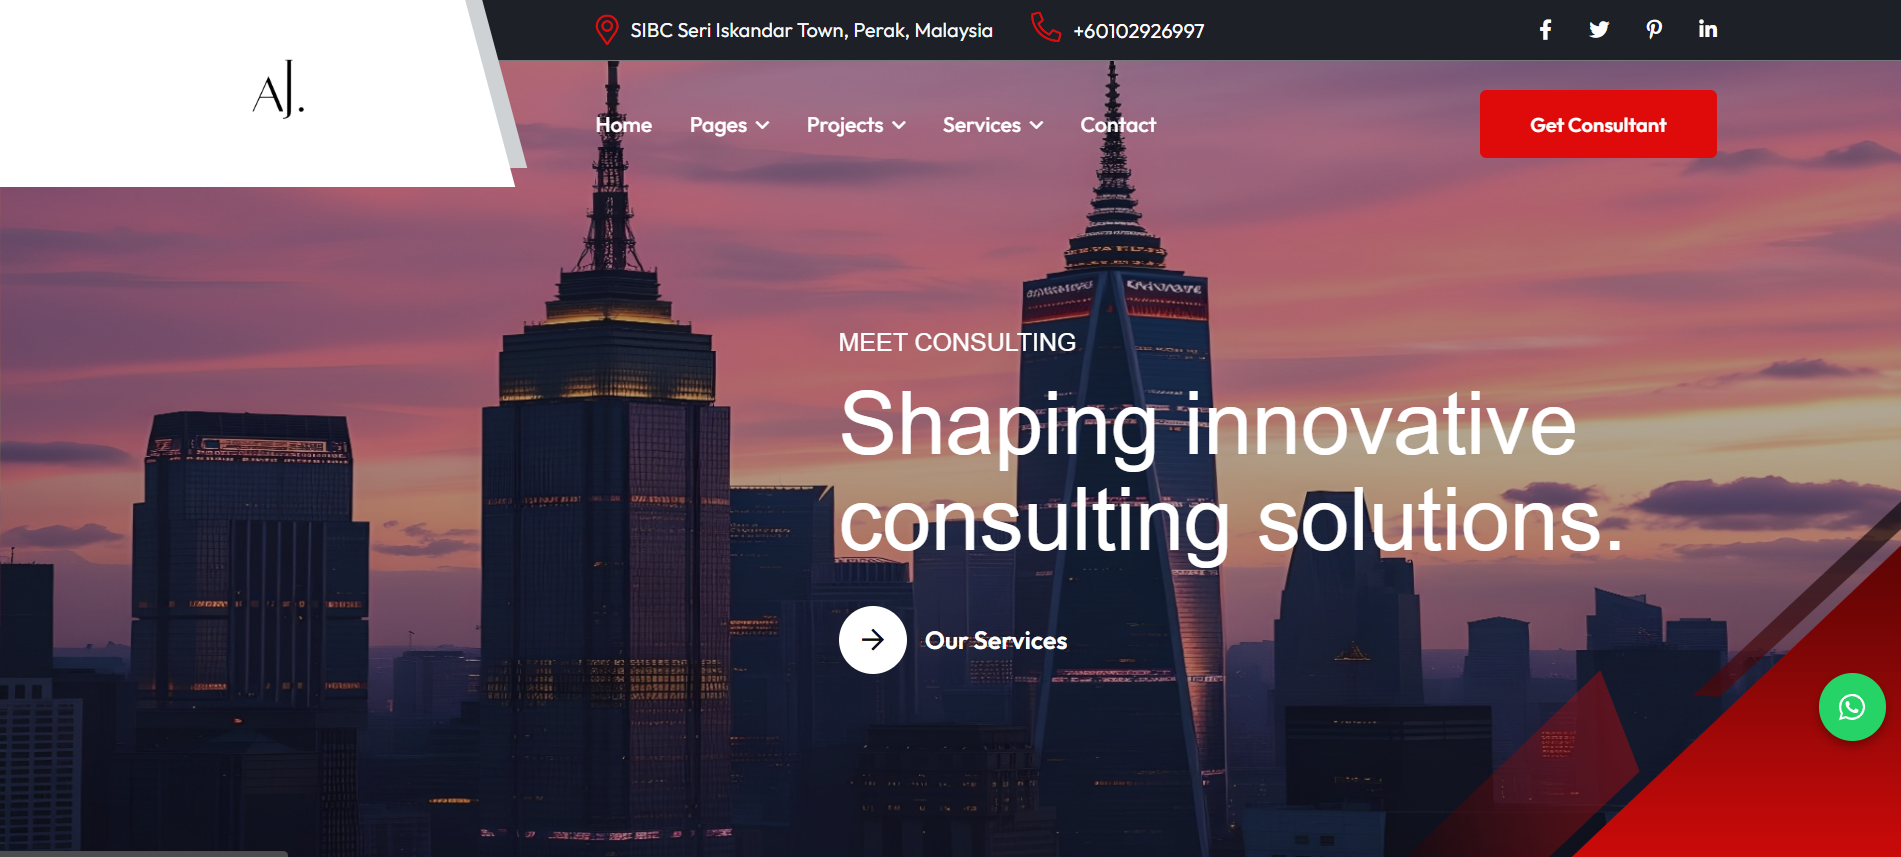 SIBC Seri Iskandar Town, Perak, Malaysia
+60102926997
AJ.
Home
Pages
Projects
Services
Contact
Get Consultant
MEET CONSULTING
Shaping innovative
consulting solutions.
Our Services